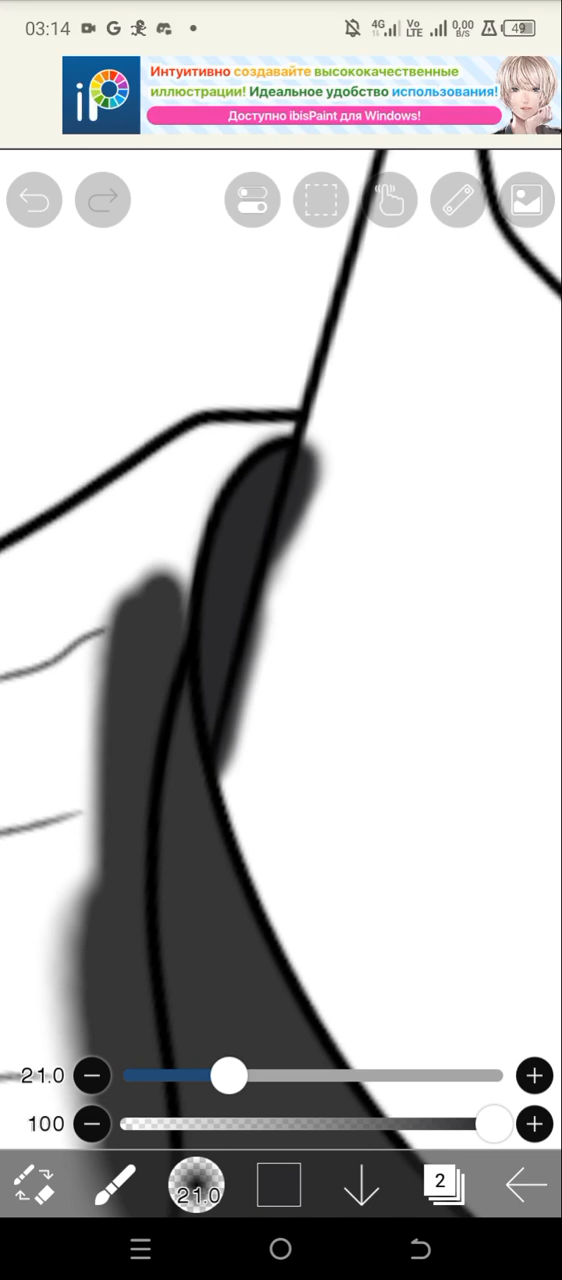 03:14
4G
Vo
LTE
0,00
B/S
49
iP
Интуитивно создавайте высококачественные
иллюстрации! Идеальное удобство использования!
Доступно ibisPaint для Windows!
21.0
100
21.0
2